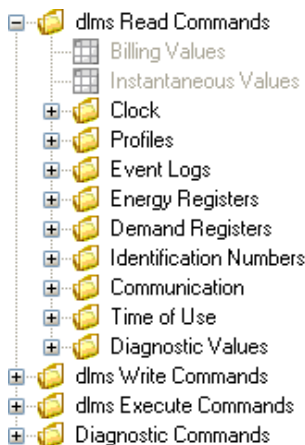 dlms Read Commands
Billing Values
Instantaneous Values
Clock
Profiles
Event Logs
Energy Registers
Demand Registers
Identification Numbers
Communication
Time of Use
Diagnostic Values
dlms Write Commands
dlms Execute Commands
Diagnostic Commands